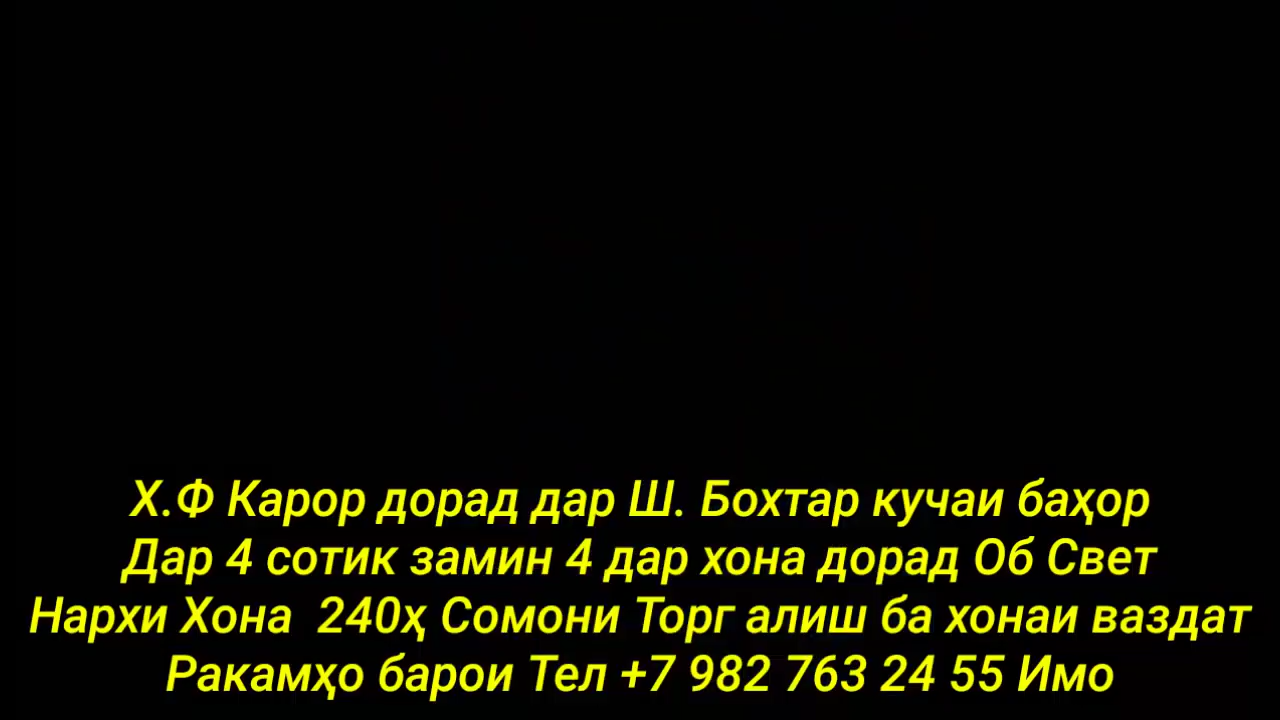 Х.Ф Карор дорад дар Ш. Бохтар кучаи баҳор
Дар 4 сотик замин 4 дар хона дорад Об Свет
Нархи Хона 240ҳ Сомони Торг алиш ба хонаи ваздат
Ракамҳо барои Тел +7 982 763 24 55 Имо